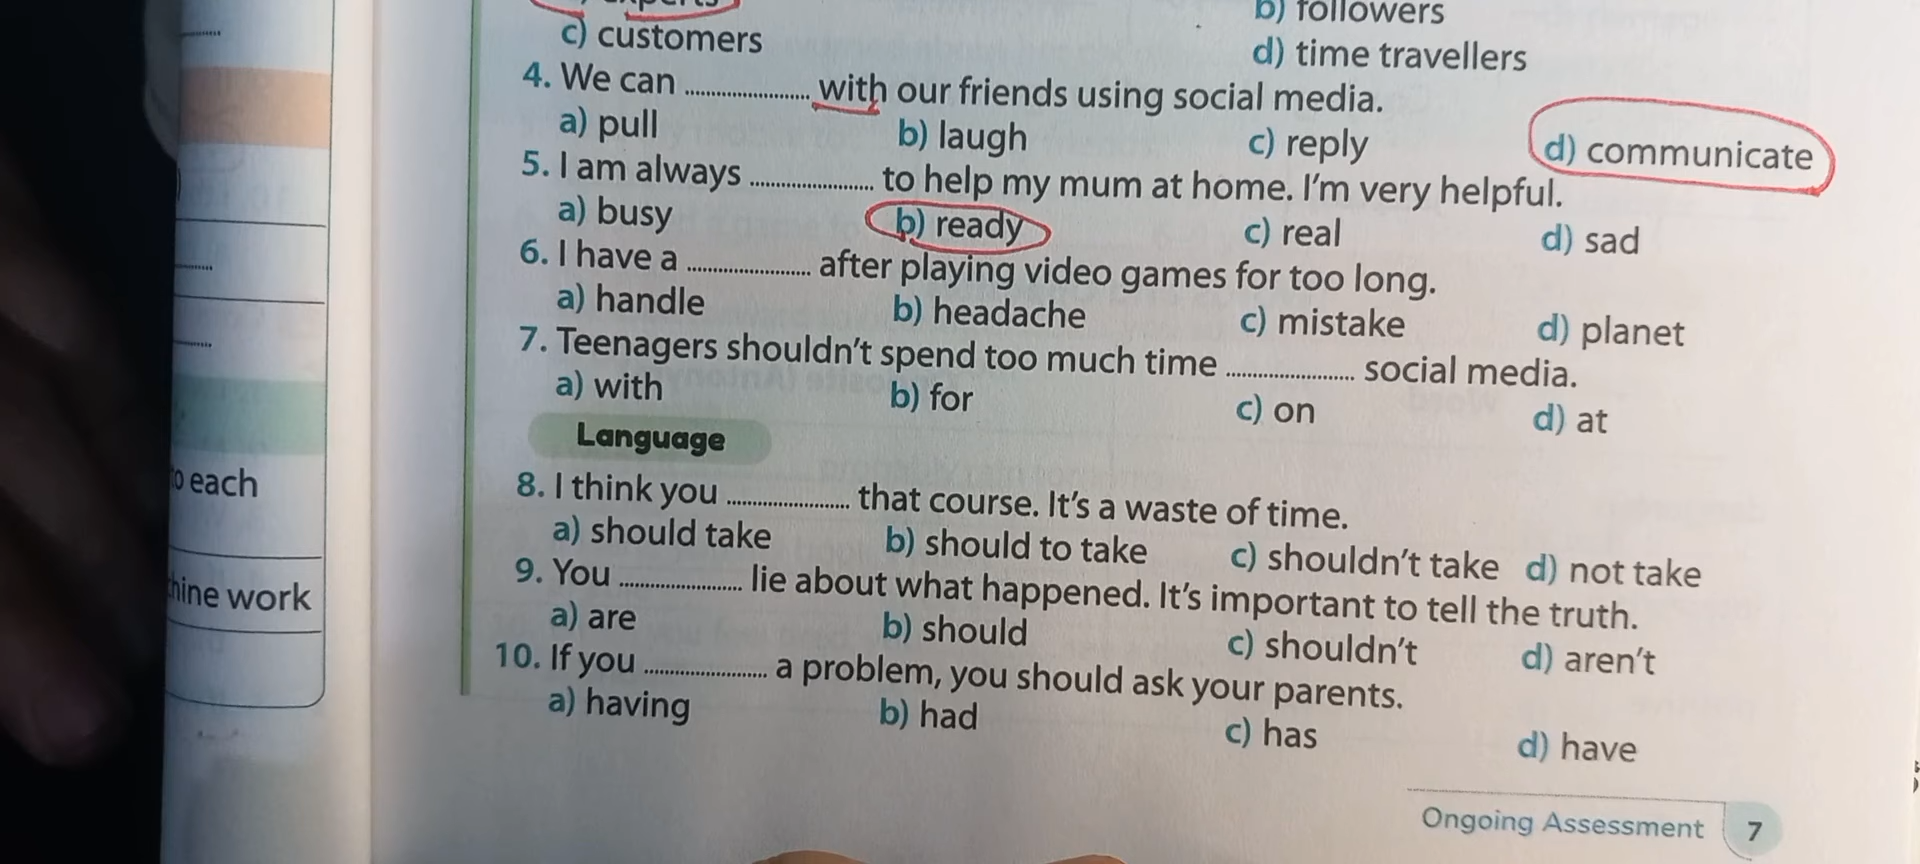 experts
b) followers
c) customers
d) time travellers
4. We can .................... with our friends using social media.
a) pull b) laugh c) reply d) communicate
5. I am always .................... to help my mum at home. I'm very helpful.
a) busy b) ready c) real d) sad
6. I have a .................... after playing video games for too long.
a) handle b) headache c) mistake d) planet
7. Teenagers shouldn't spend too much time .................... social media.
a) with b) for c) on d) at
Language
8. I think you .................... that course. It's a waste of time.
a) should take b) should to take c) shouldn't take d) not take
9. You .................... lie about what happened. It's important to tell the truth.
a) are b) should c) shouldn't d) aren't
10. If you .................... a problem, you should ask your parents.
a) having b) had c) has d) have
Ongoing Assessment 7
to each
hine work